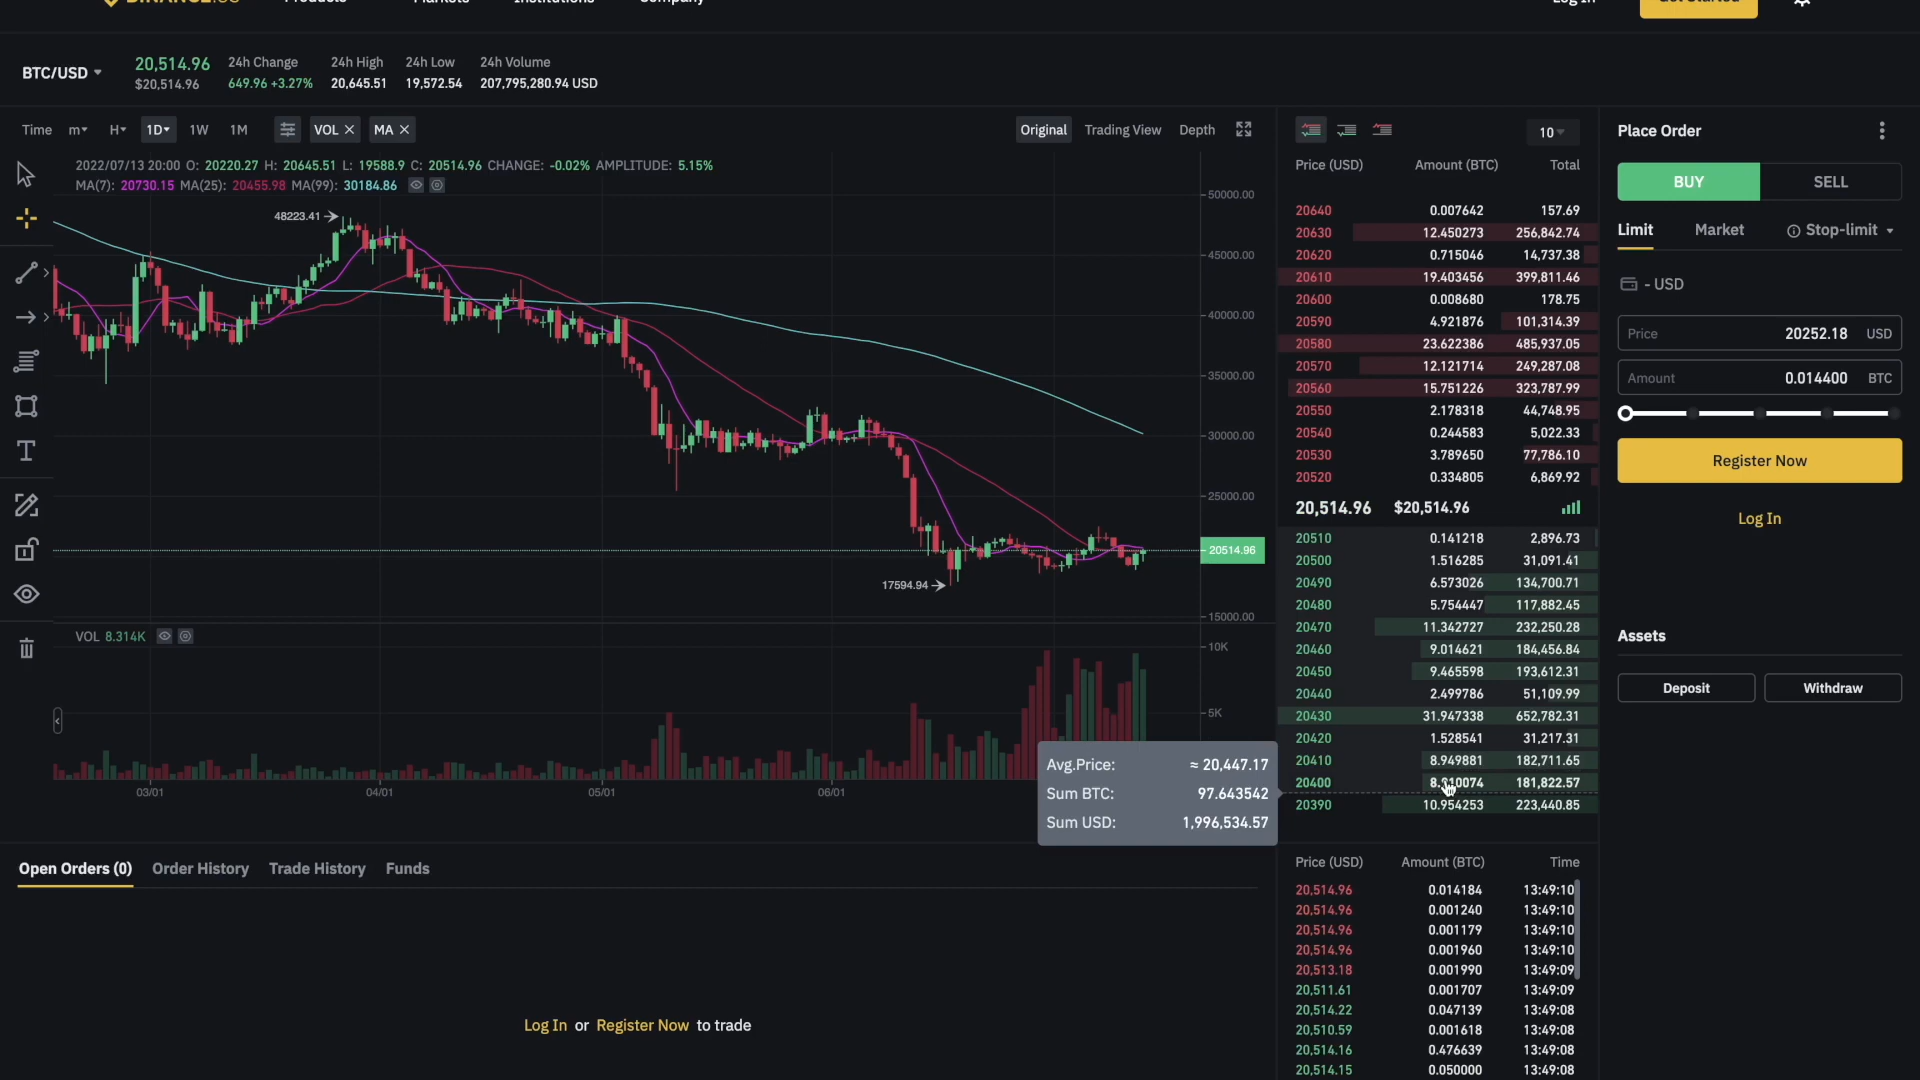 Log In
BTC/USD
20,514.96
$20,514.96
24h Change
649.96 +3.27%
24h High
20,645.51
24h Low
19,572.54
24h Volume
207,795,280.94 USD
Time m H 1D 1W 1M VOL MA
Original Trading View Depth
2022/07/13 20:00 O: 20220.27 H: 20645.51 L: 19588.9 C: 20514.96 CHANGE: -0.02% AMPLITUDE: 5.15%
MA(7): 20730.15 MA(25): 20455.98 MA(99): 30184.86
48223.41
17594.94
50000.00
45000.00
40000.00
35000.00
30000.00
25000.00
20514.96
15000.00
VOL 8.314K
10K
5K
03/01 04/01 05/01 06/01
Avg.Price: ≈ 20,447.17
Sum BTC: 97.643542
Sum USD: 1,996,534.57
Open Orders (0) Order History Trade History Funds
Log In or Register Now to trade
10
Price (USD) Amount (BTC) Total
20640 0.007642 157.69
20630 12.450273 256,842.74
20620 0.715046 14,737.38
20610 19.403456 399,811.46
20600 0.008680 178.75
20590 4.921876 101,314.39
20580 23.622386 485,937.05
20570 12.121714 249,287.08
20560 15.751226 323,787.99
20550 2.178318 44,748.95
20540 0.244583 5,022.33
20530 3.789650 77,786.10
20520 0.334805 6,869.92
20,514.96 $20,514.96
20510 0.141218 2,896.73
20500 1.516285 31,091.41
20490 6.573026 134,700.71
20480 5.754447 117,882.45
20470 11.342727 232,250.28
20460 9.014621 184,456.84
20450 9.465598 193,612.31
20440 2.499786 51,109.99
20430 31.947338 652,782.31
20420 1.528541 31,217.31
20410 8.949881 182,711.65
20400 181,822.57
20390 10.954253 223,440.85
Price (USD) Amount (BTC) Time
20,514.96 0.014184 13:49:10
20,514.96 0.001240 13:49:10
20,514.96 0.001179 13:49:10
20,514.96 0.001960 13:49:10
20,513.18 0.001990 13:49:09
20,511.61 0.001707 13:49:09
20,514.22 0.047139 13:49:08
20,510.59 0.001618 13:49:08
20,514.16 0.476639 13:49:08
20,514.15 0.050000 13:49:08
Place Order
BUY SELL
Limit Market Stop-limit
- USD
Price 20252.18 USD
Amount 0.014400 BTC
Register Now
Log In
Assets
Deposit Withdraw